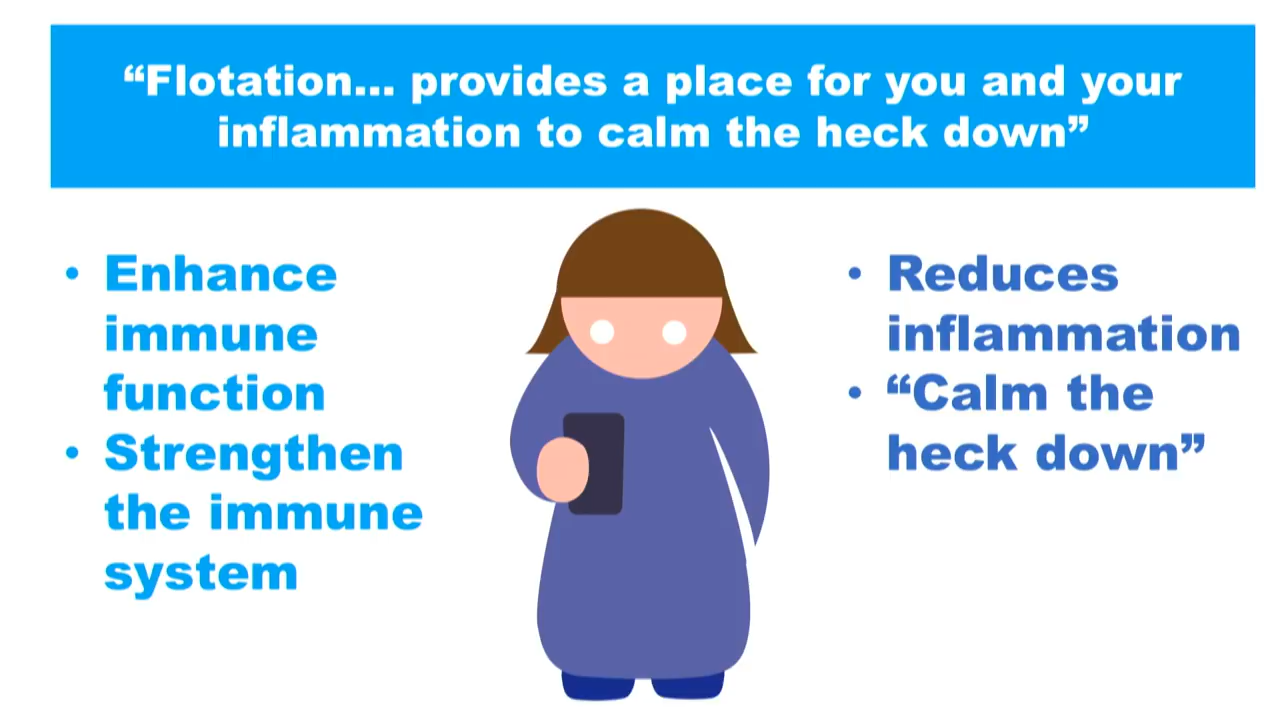 “Flotation... provides a place for you and your
inflammation to calm the heck down”
• Enhance
immune
function
• Strengthen
the immune
system
• Reduces
inflammation
• “Calm the
heck down”